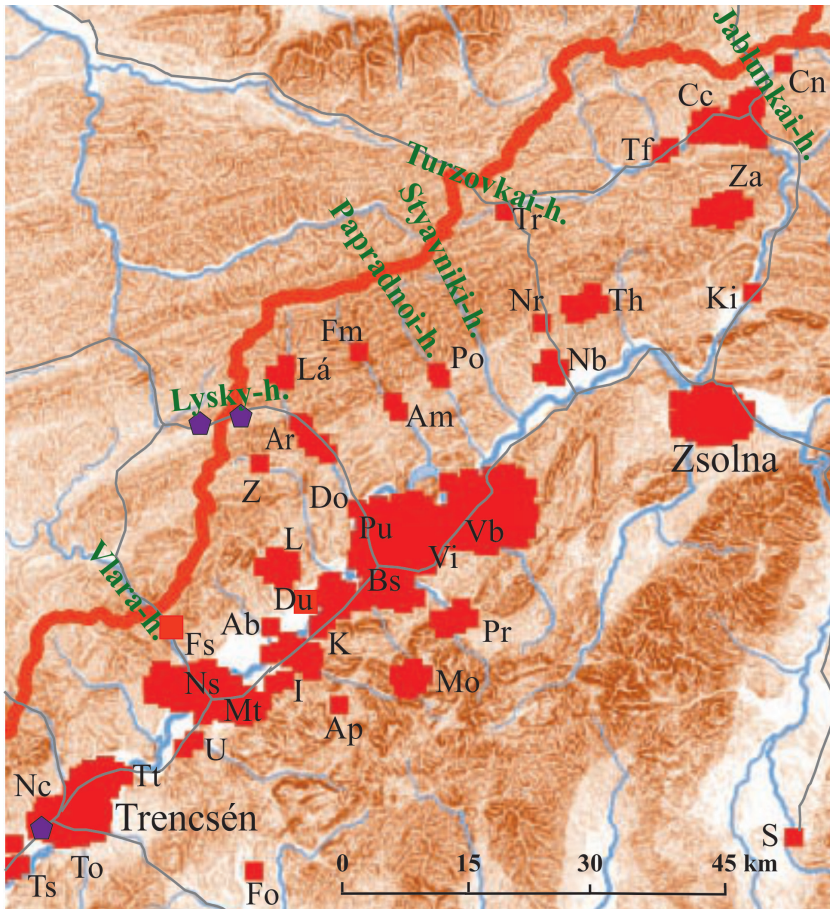 Jablunkai-h.
Cn
Cc
Tf
Za
Turzovkai-h.
Tr
Styavniki-h.
Papradnoi-h.
Ki
Nr
Th
Fm
Po
Nb
Lá
Lysky-h.
Am
Ar
Zsolna
Z
Do
Pu
Vb
L
Vi
Vlara-h.
Bs
Du
Ab
Pr
Fs
K
Ns
I
Mo
Mt
Ap
U
Nc
Tt
Trencsén
S
0 15 30 45 km
To
Ts
Fo